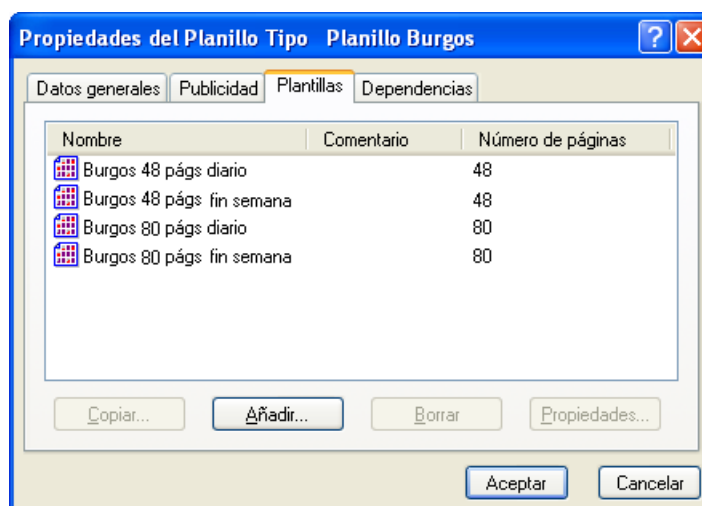 Propiedades del Planillo Tipo Planillo Burgos
Datos generales Publicidad Plantillas Dependencias
Nombre Comentario Número de páginas
Burgos 48 págs diario 48
Burgos 48 págs fin semana 48
Burgos 80 págs diario 80
Burgos 80 págs fin semana 80
Copiar... Añadir... Borrar Propiedades...
Aceptar Cancelar